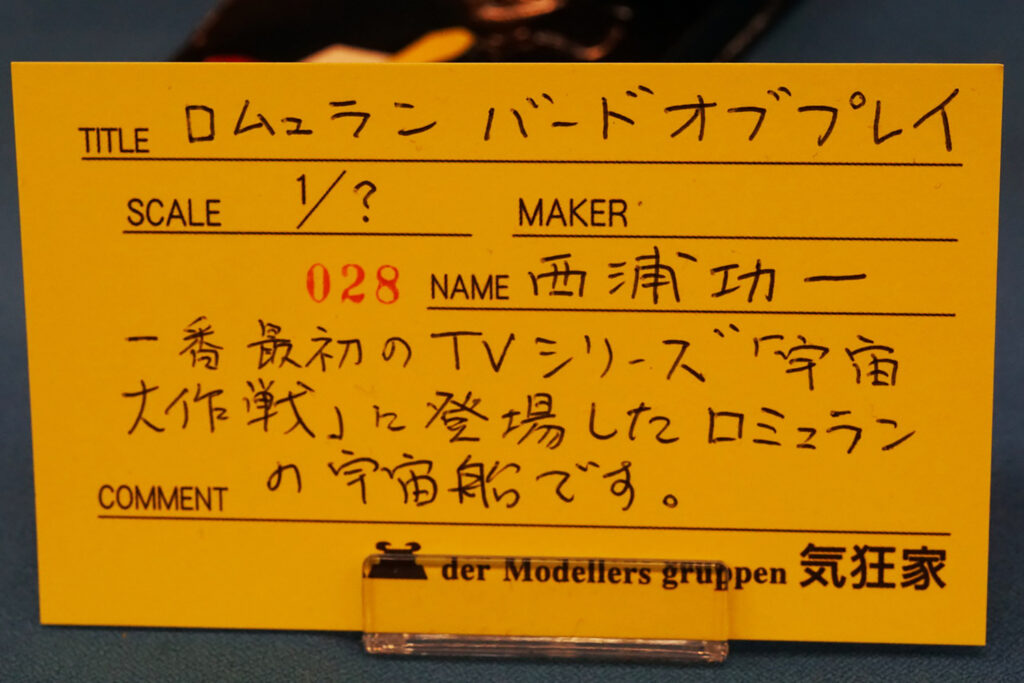 TITLE ロムュラン バードオブプレイ
SCALE 1/? MAKER
028 NAME 西浦功一
一番最初のTVシリーズ「宇宙
大作戦」に登場したロミュラン
COMMENT の宇宙船です。
der Modellers gruppen 気狂家